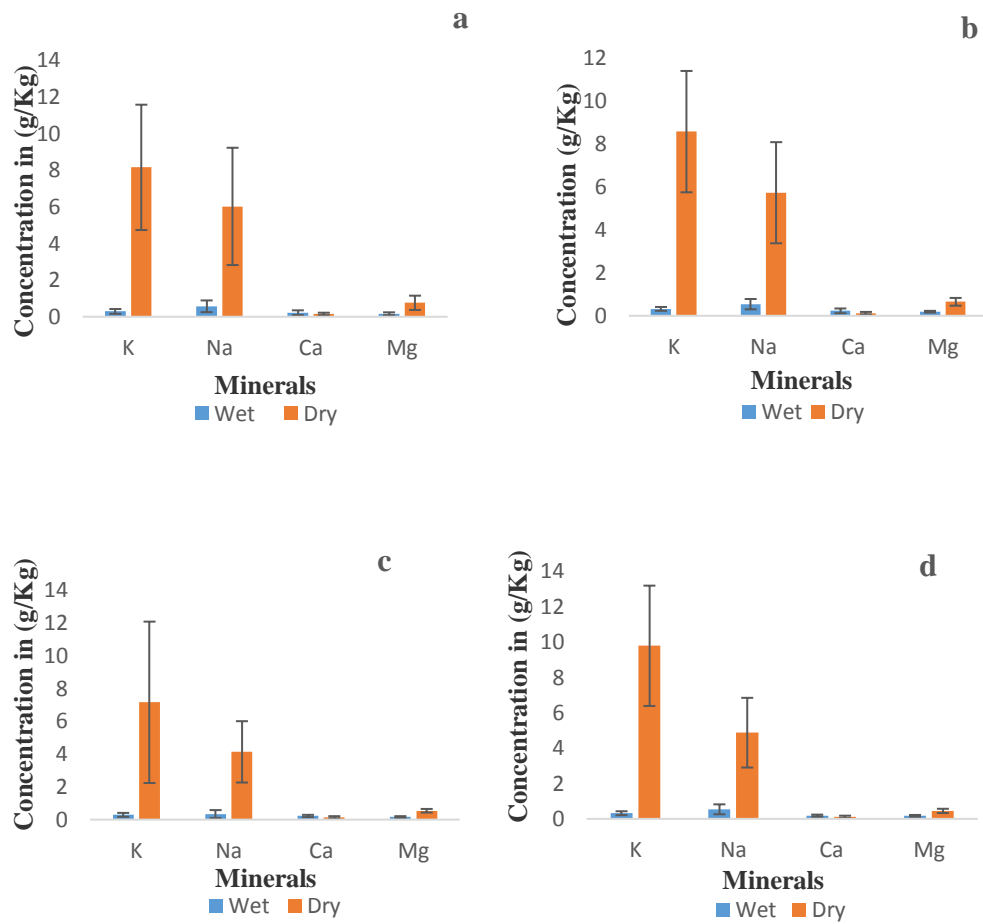 a
Concentration in (g/Kg)
14
12
10
8
6
4
2
0
K Na Ca Mg
Minerals
Wet Dry
b
Concentration (g/Kg)
12
10
8
6
4
2
0
K Na Ca Mg
Minerals
Wet Dry
c
Concentration in (g/Kg)
14
12
10
8
6
4
2
0
K Na Ca Mg
Minerals
Wet Dry
d
Concentration in (g/Kg)
14
12
10
8
6
4
2
0
K Na Ca Mg
Minerals
Wet Dry